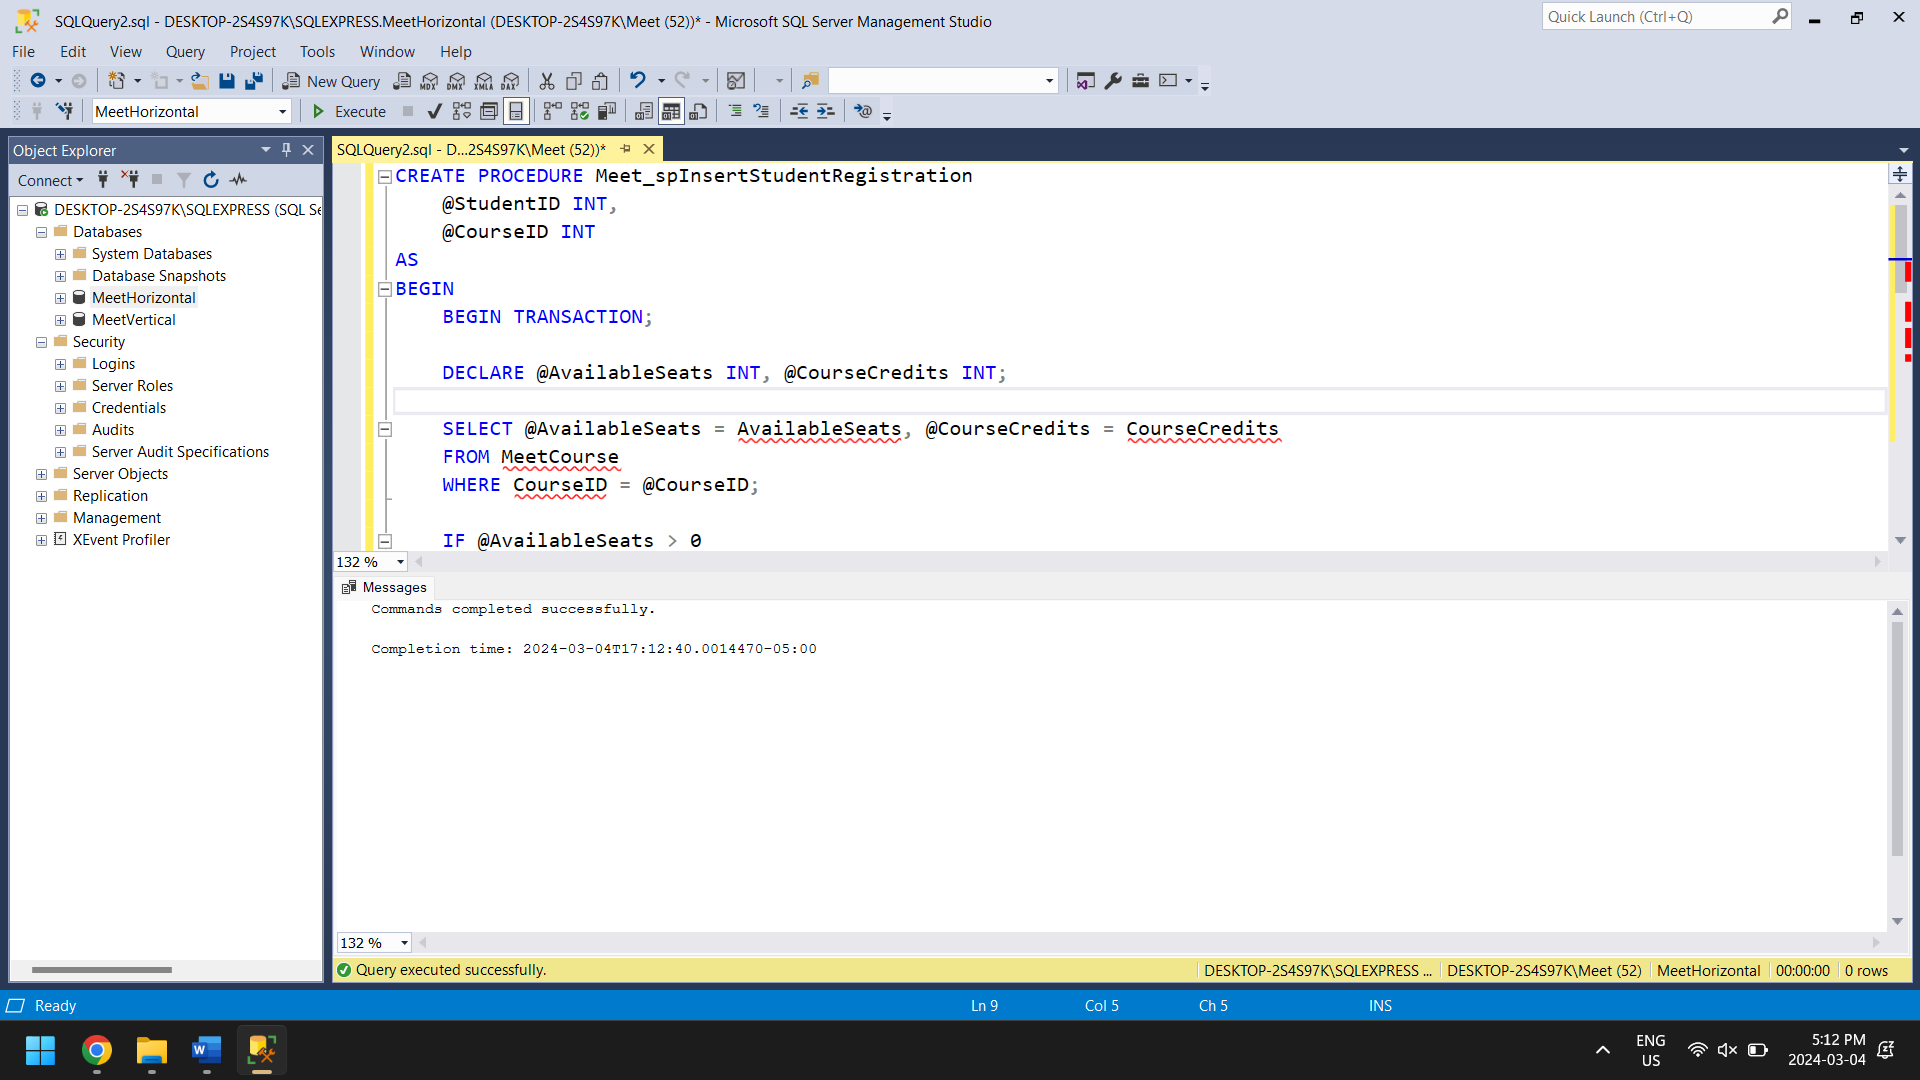 SQLQuery2.sql - DESKTOP-2S4S97K\SQLEXPRESS.MeetHorizontal (DESKTOP-2S4S97K\Meet (52))* - Microsoft SQL Server Management Studio
Quick Launch (Ctrl+Q)
File Edit View Query Project Tools Window Help
New Query MDX DMX XMLA DAX
MeetHorizontal Execute
Object Explorer
Connect
DESKTOP-2S4S97K\SQLEXPRESS (SQL Se
Databases
System Databases
Database Snapshots
MeetHorizontal
MeetVertical
Security
Logins
Server Roles
Credentials
Audits
Server Audit Specifications
Server Objects
Replication
Management
XEvent Profiler
SQLQuery2.sql - D...2S4S97K\Meet (52))*
CREATE PROCEDURE Meet_spInsertStudentRegistration
@StudentID INT,
@CourseID INT
AS
BEGIN
BEGIN TRANSACTION;
DECLARE @AvailableSeats INT, @CourseCredits INT;
SELECT @AvailableSeats = AvailableSeats, @CourseCredits = CourseCredits
FROM MeetCourse
WHERE CourseID = @CourseID;
IF @AvailableSeats > 0
132 %
Messages
Commands completed successfully.
Completion time: 2024-03-04T17:12:40.0014470-05:00
132 %
Query executed successfully.
DESKTOP-2S4S97K\SQLEXPRESS ... DESKTOP-2S4S97K\Meet (52) MeetHorizontal 00:00:00 0 rows
Ready
Ln 9 Col 5 Ch 5 INS
ENG
US
5:12 PM
2024-03-04